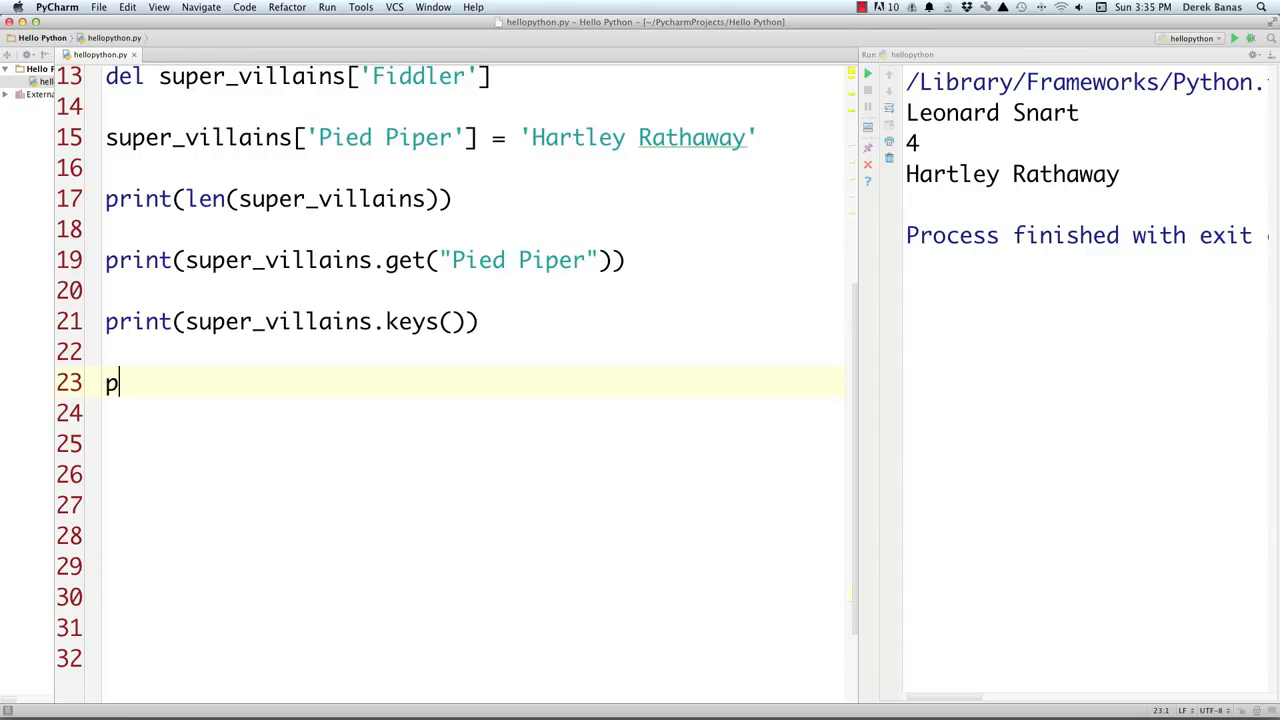 PyCharm File Edit View Navigate Code Refactor Run Tools VCS Window Help
10 Sun 3:35 PM Derek Banas
hellopython.py – Hello Python – [~/PycharmProjects/Hello Python]
Hello Python hellopython.py hellopython
hellopython.py Run hellopython
Hello P
hell
Extern
13 del super_villains['Fiddler']
14
15 super_villains['Pied Piper'] = 'Hartley Rathaway'
16
17 print(len(super_villains))
18
19 print(super_villains.get("Pied Piper"))
20
21 print(super_villains.keys())
22
23 p
24
25
26
27
28
29
30
31
32
/Library/Frameworks/Python.
Leonard Snart
4
Hartley Rathaway
Process finished with exit
23:1 LF UTF-8